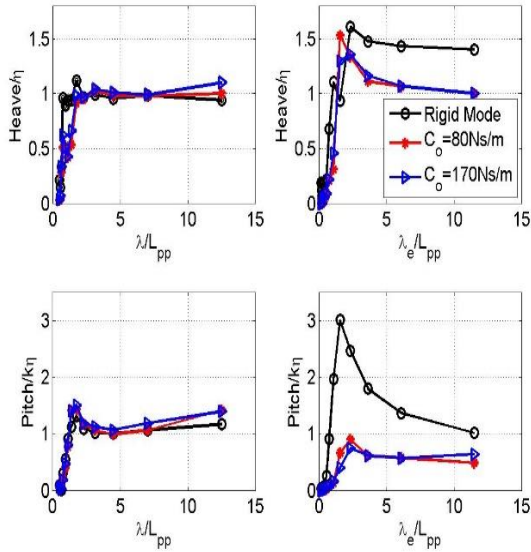 1.5
1
0.5
0
Heave/η
0 5 10 15
λ/Lpp
1.5
1
0.5
0
Heave/η
Rigid Mode
Co=80Ns/m
Co=170Ns/m
0 5 10 15
λe/Lpp
3
2
1
0
Pitch/kη
0 5 10 15
λ/Lpp
3
2
1
0
Pitch/kη
0 5 10 15
λe/Lpp